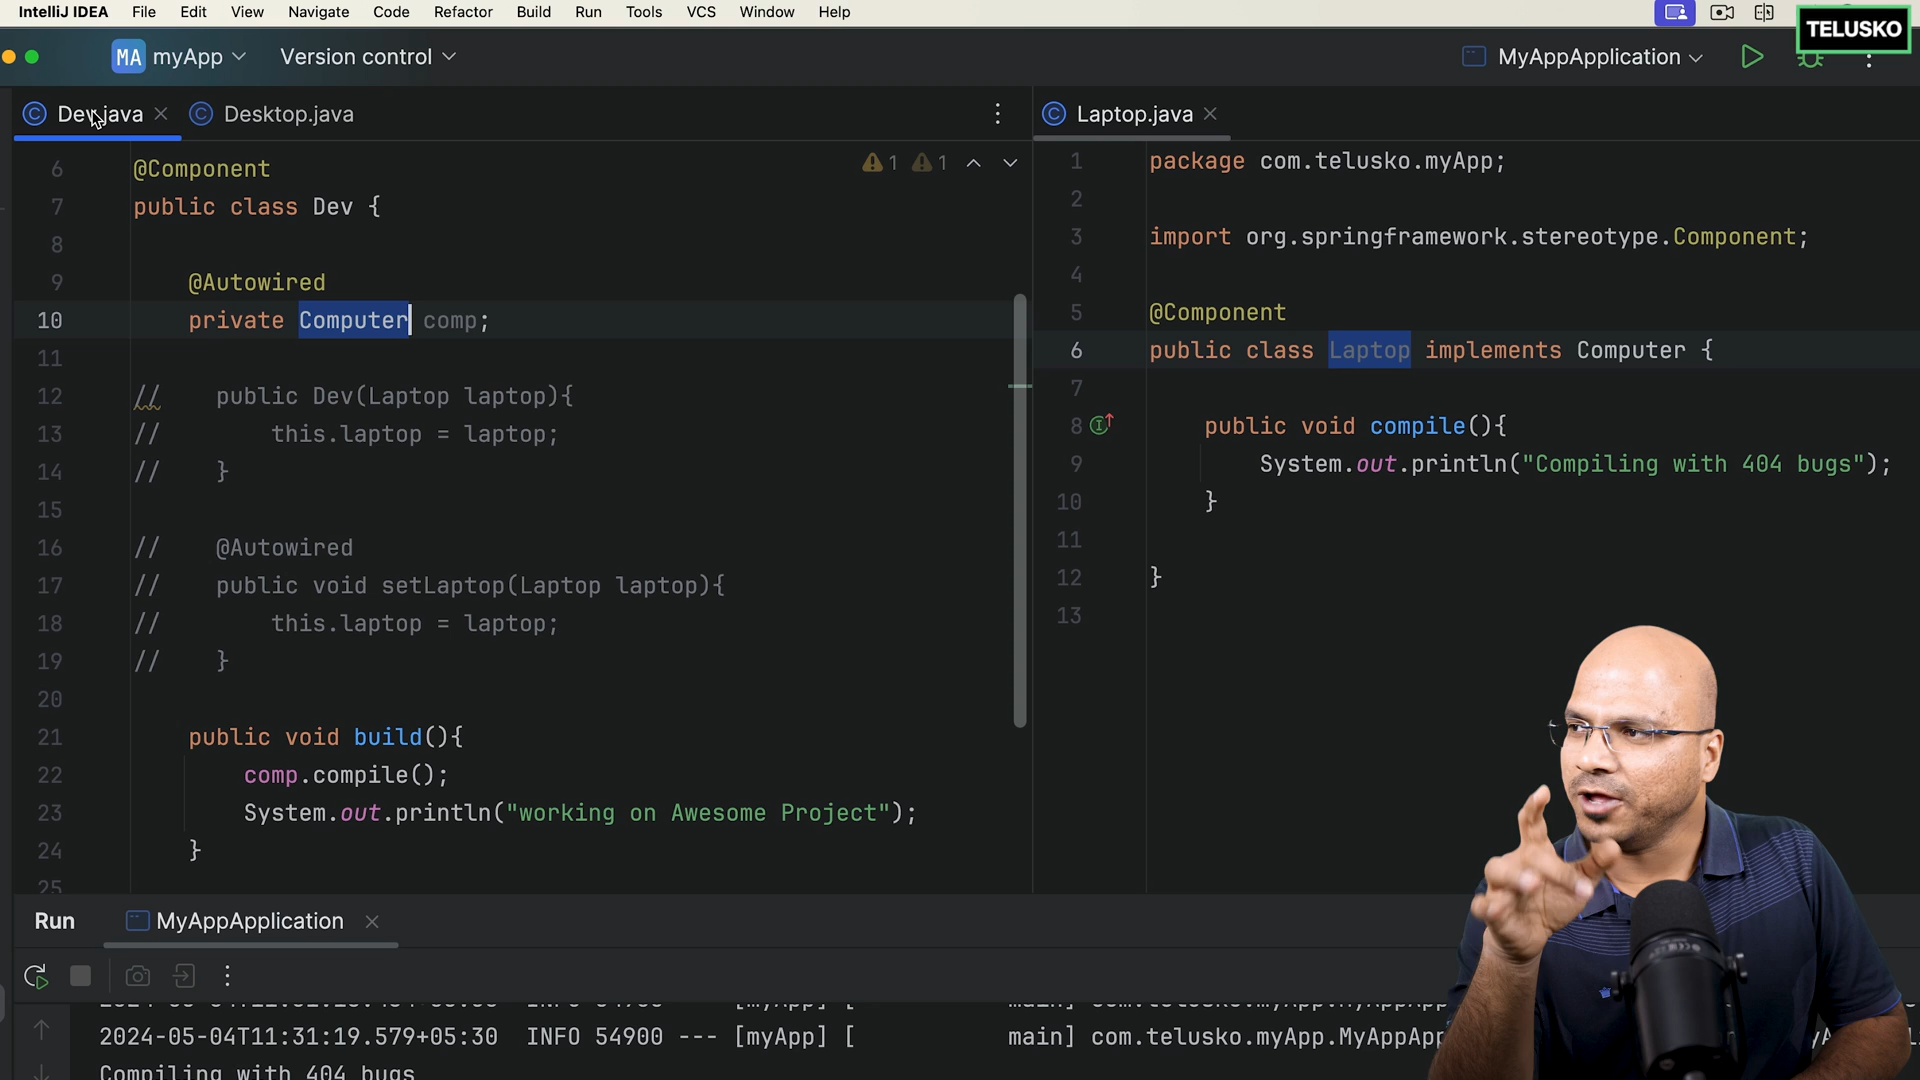 IntelliJ IDEA File Edit View Navigate Code Refactor Build Run Tools VCS Window Help
TELUSKO
MA myApp Version control MyAppApplication
Dev.java Desktop.java
6 @Component
7 public class Dev {
8
9 @Autowired
10 private Computer comp;
11
12 // public Dev(Laptop laptop){
13 // this.laptop = laptop;
14 // }
15
16 // @Autowired
17 // public void setLaptop(Laptop laptop){
18 // this.laptop = laptop;
19 // }
20
21 public void build(){
22 comp.compile();
23 System.out.println("working on Awesome Project");
24 }
25
1 1
Laptop.java
1 package com.telusko.myApp;
2
3 import org.springframework.stereotype.Component;
4
5 @Component
6 public class Laptop implements Computer {
7
8 public void compile(){
9 System.out.println("Compiling with 404 bugs");
10 }
11
12 }
13
Run MyAppApplication
2024-05-04T11:31:19.579+05:30 INFO 54900 --- [myApp] [ main] com.telusko.myApp.MyAppApp
Compiling with 404 bugs